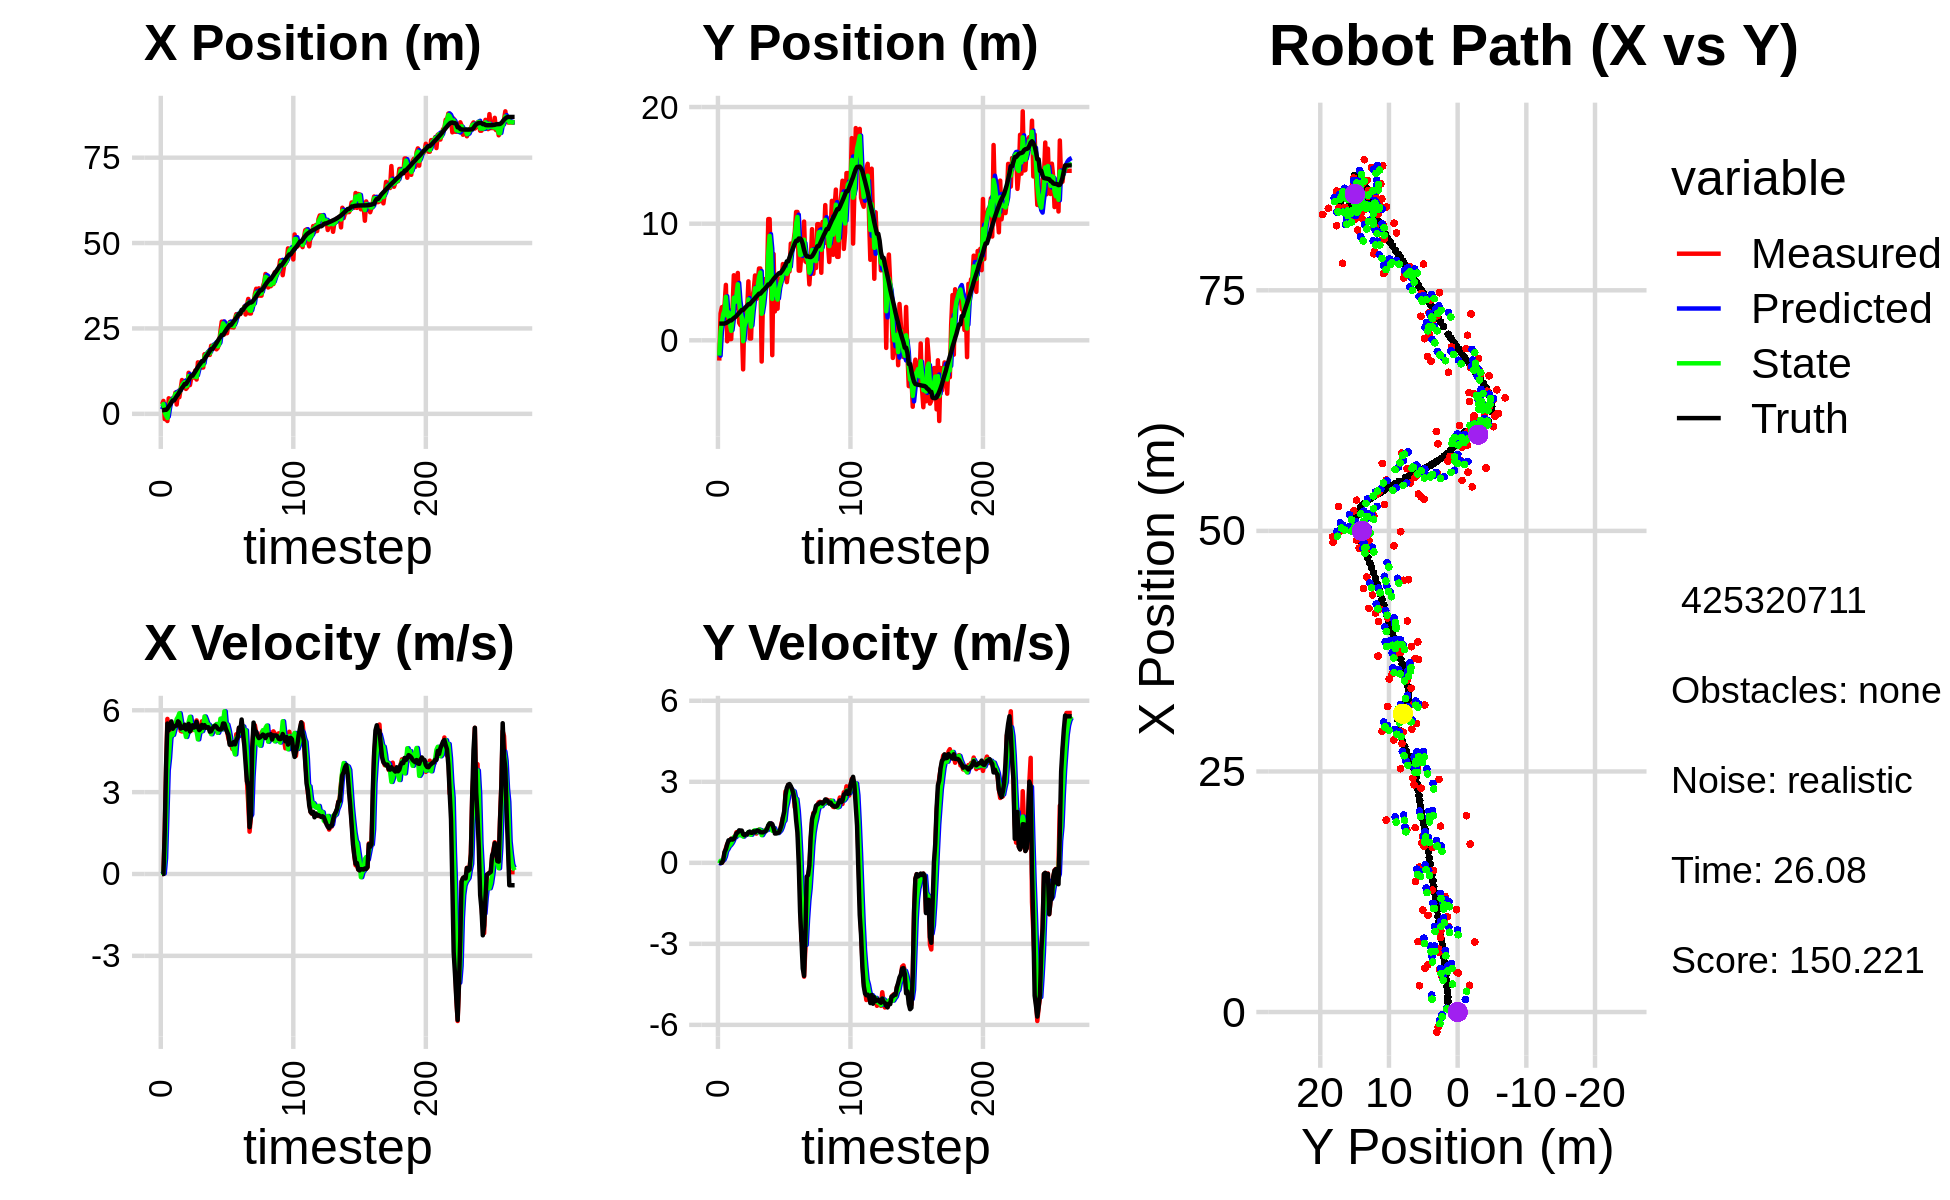 X Position (m)
75
50
25
0
0
100
200
timestep
Y Position (m)
20
10
0
0
100
200
timestep
X Velocity (m/s)
6
3
0
-3
0
100
200
timestep
Y Velocity (m/s)
6
3
0
-3
-6
0
100
200
timestep
Robot Path (X vs Y)
X Position (m)
75
50
25
0
20 10 0 -10 -20
Y Position (m)
variable
Measured
Predicted
State
Truth
425320711
Obstacles: none
Noise: realistic
Time: 26.08
Score: 150.221